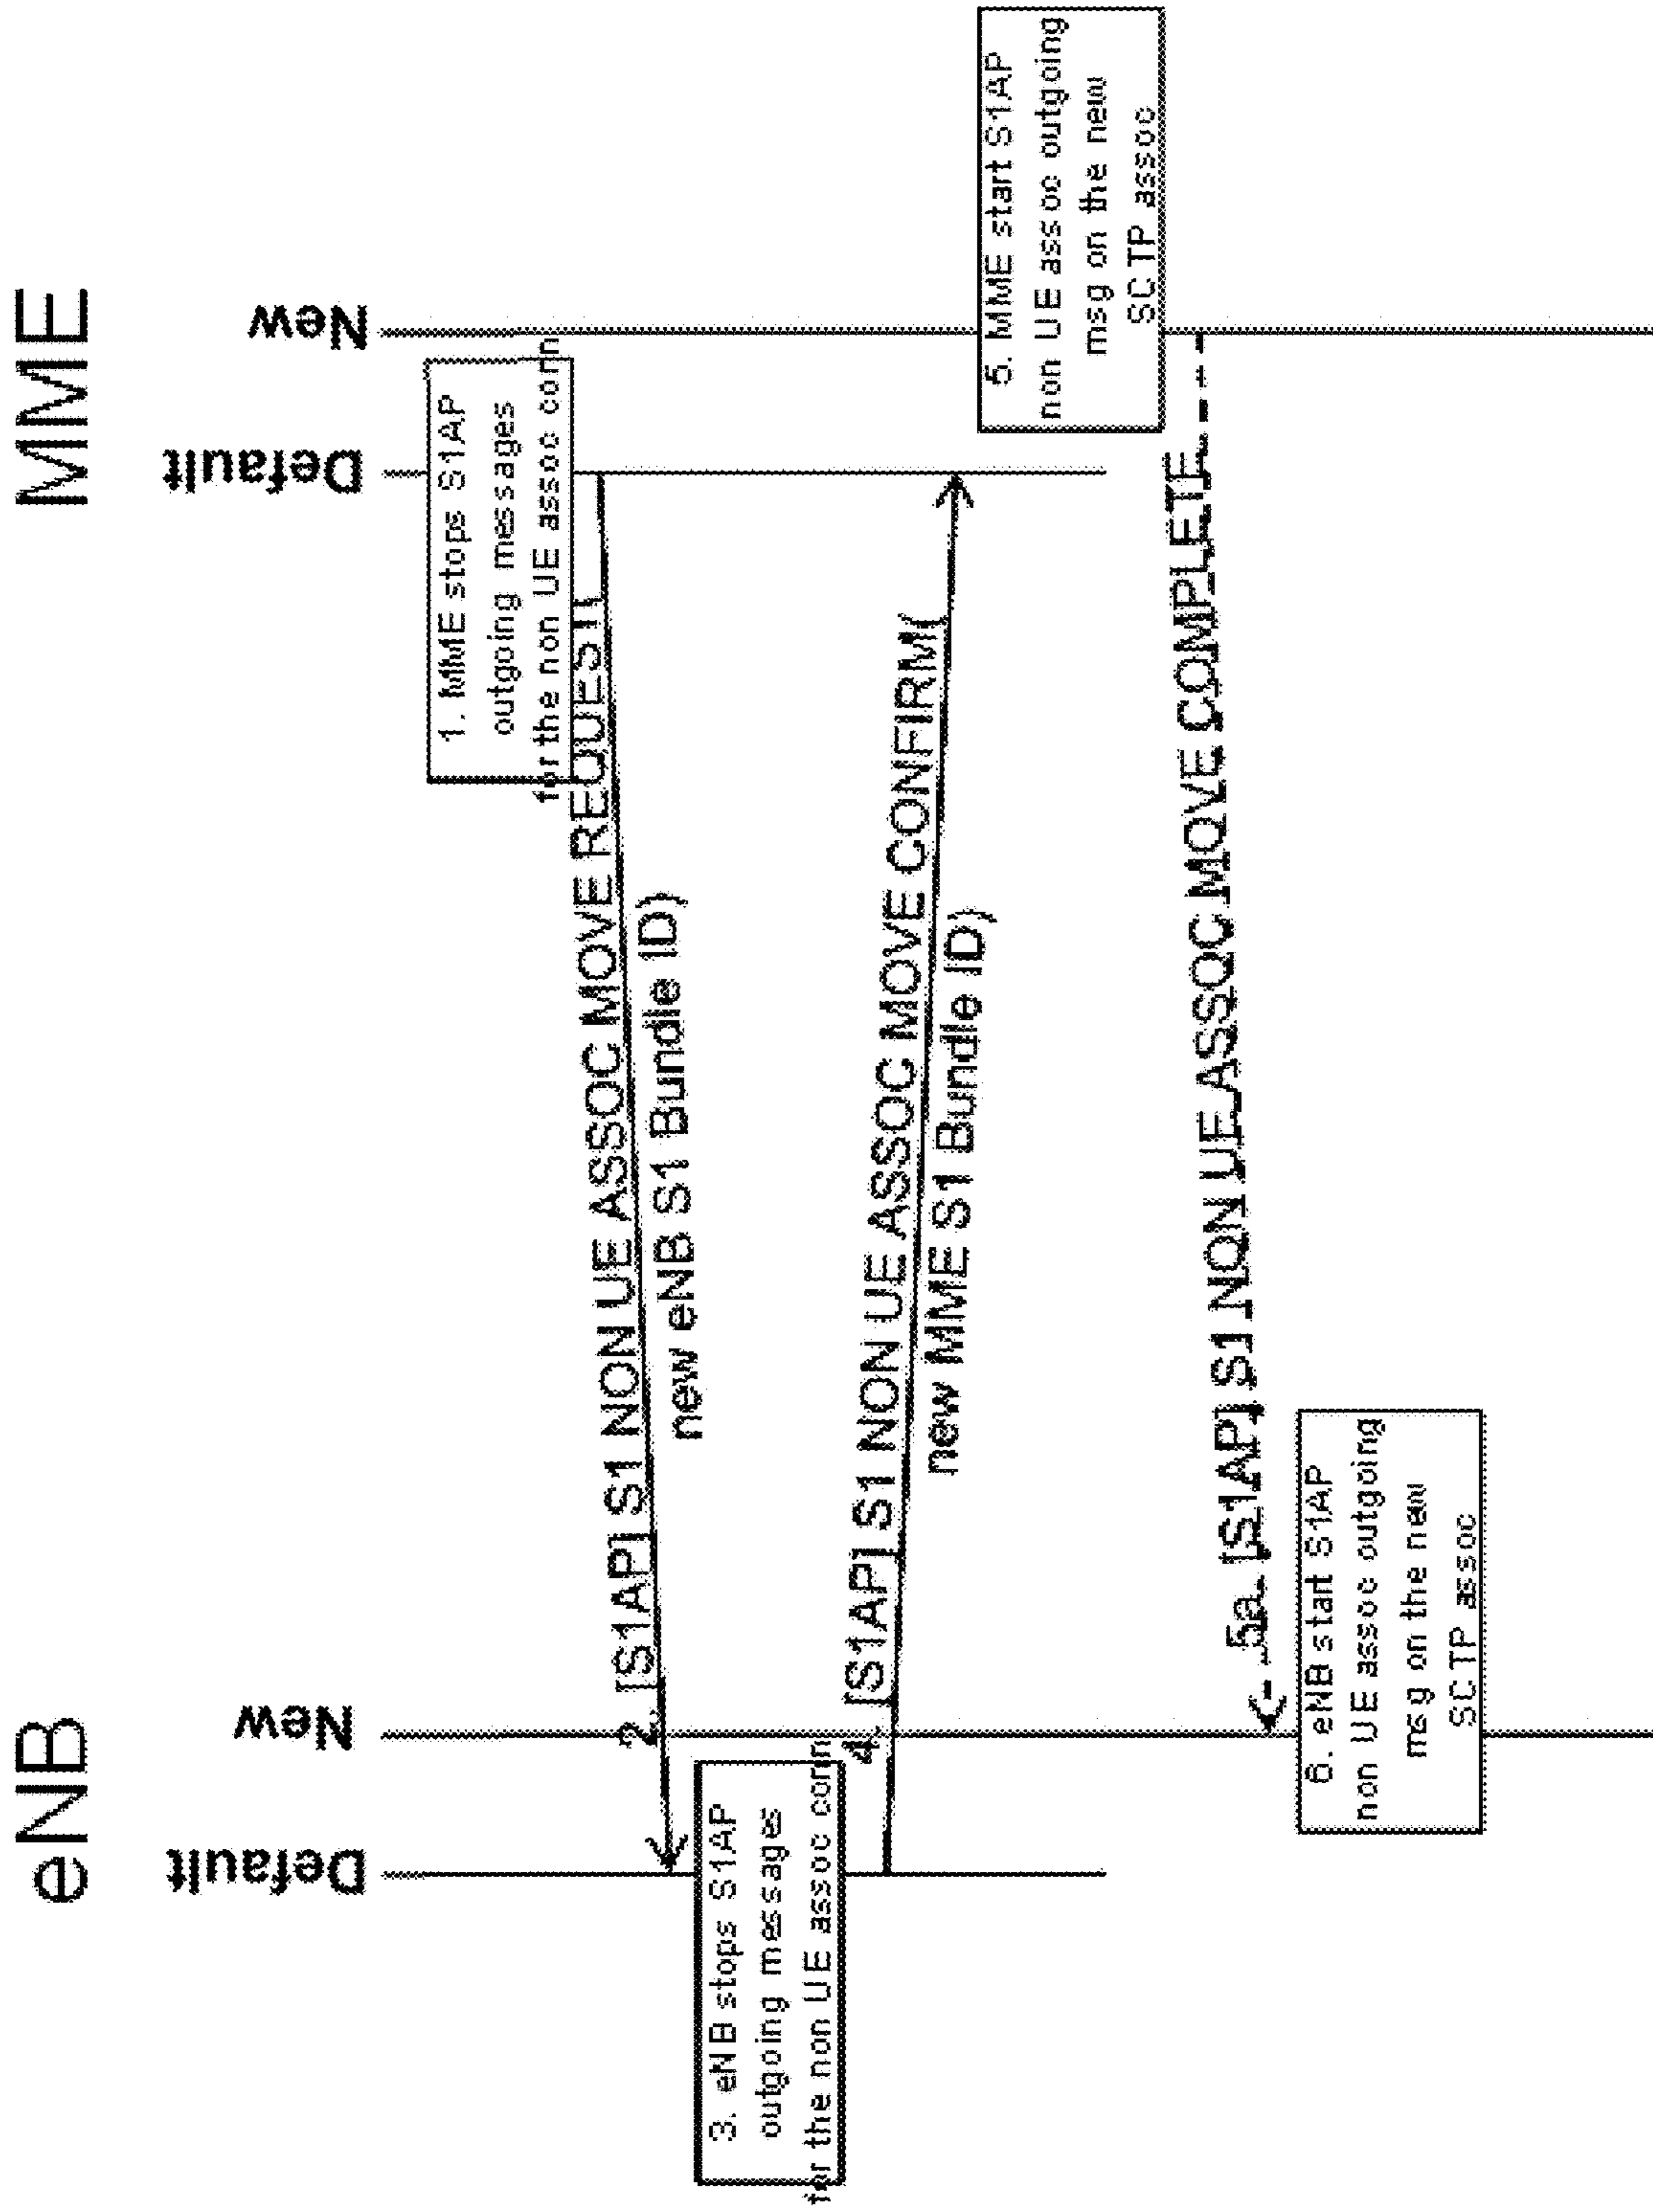 eNB
MME
Default
New
Default
New
1. MME stops S1AP
outgoing messages
for the non UE assoc conn
2. [S1AP] S1 NON UE ASSOC MOVE REQUEST(
new eNB S1 Bundle ID)
3. eNB stops S1AP
outgoing messages
for the non UE assoc conn
4. [S1AP] S1 NON UE ASSOC MOVE CONFIRM(
new MME S1 Bundle ID)
5. MME start S1AP
non UE assoc outgoing
msg on the new
SCTP assoc
5a. [S1AP] S1 NON UE ASSOC MOVE COMPLETE
6. eNB start S1AP
non UE assoc outgoing
msg on the new
SCTP assoc